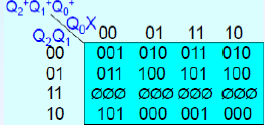 Q₂⁺Q₁⁺Q₀⁺
Q₀X
Q₂Q₁ 00 01 11 10
00 001 010 011 010
01 011 100 101 100
11 ∅∅∅ ∅∅∅ ∅∅∅ ∅∅∅
10 101 000 001 000